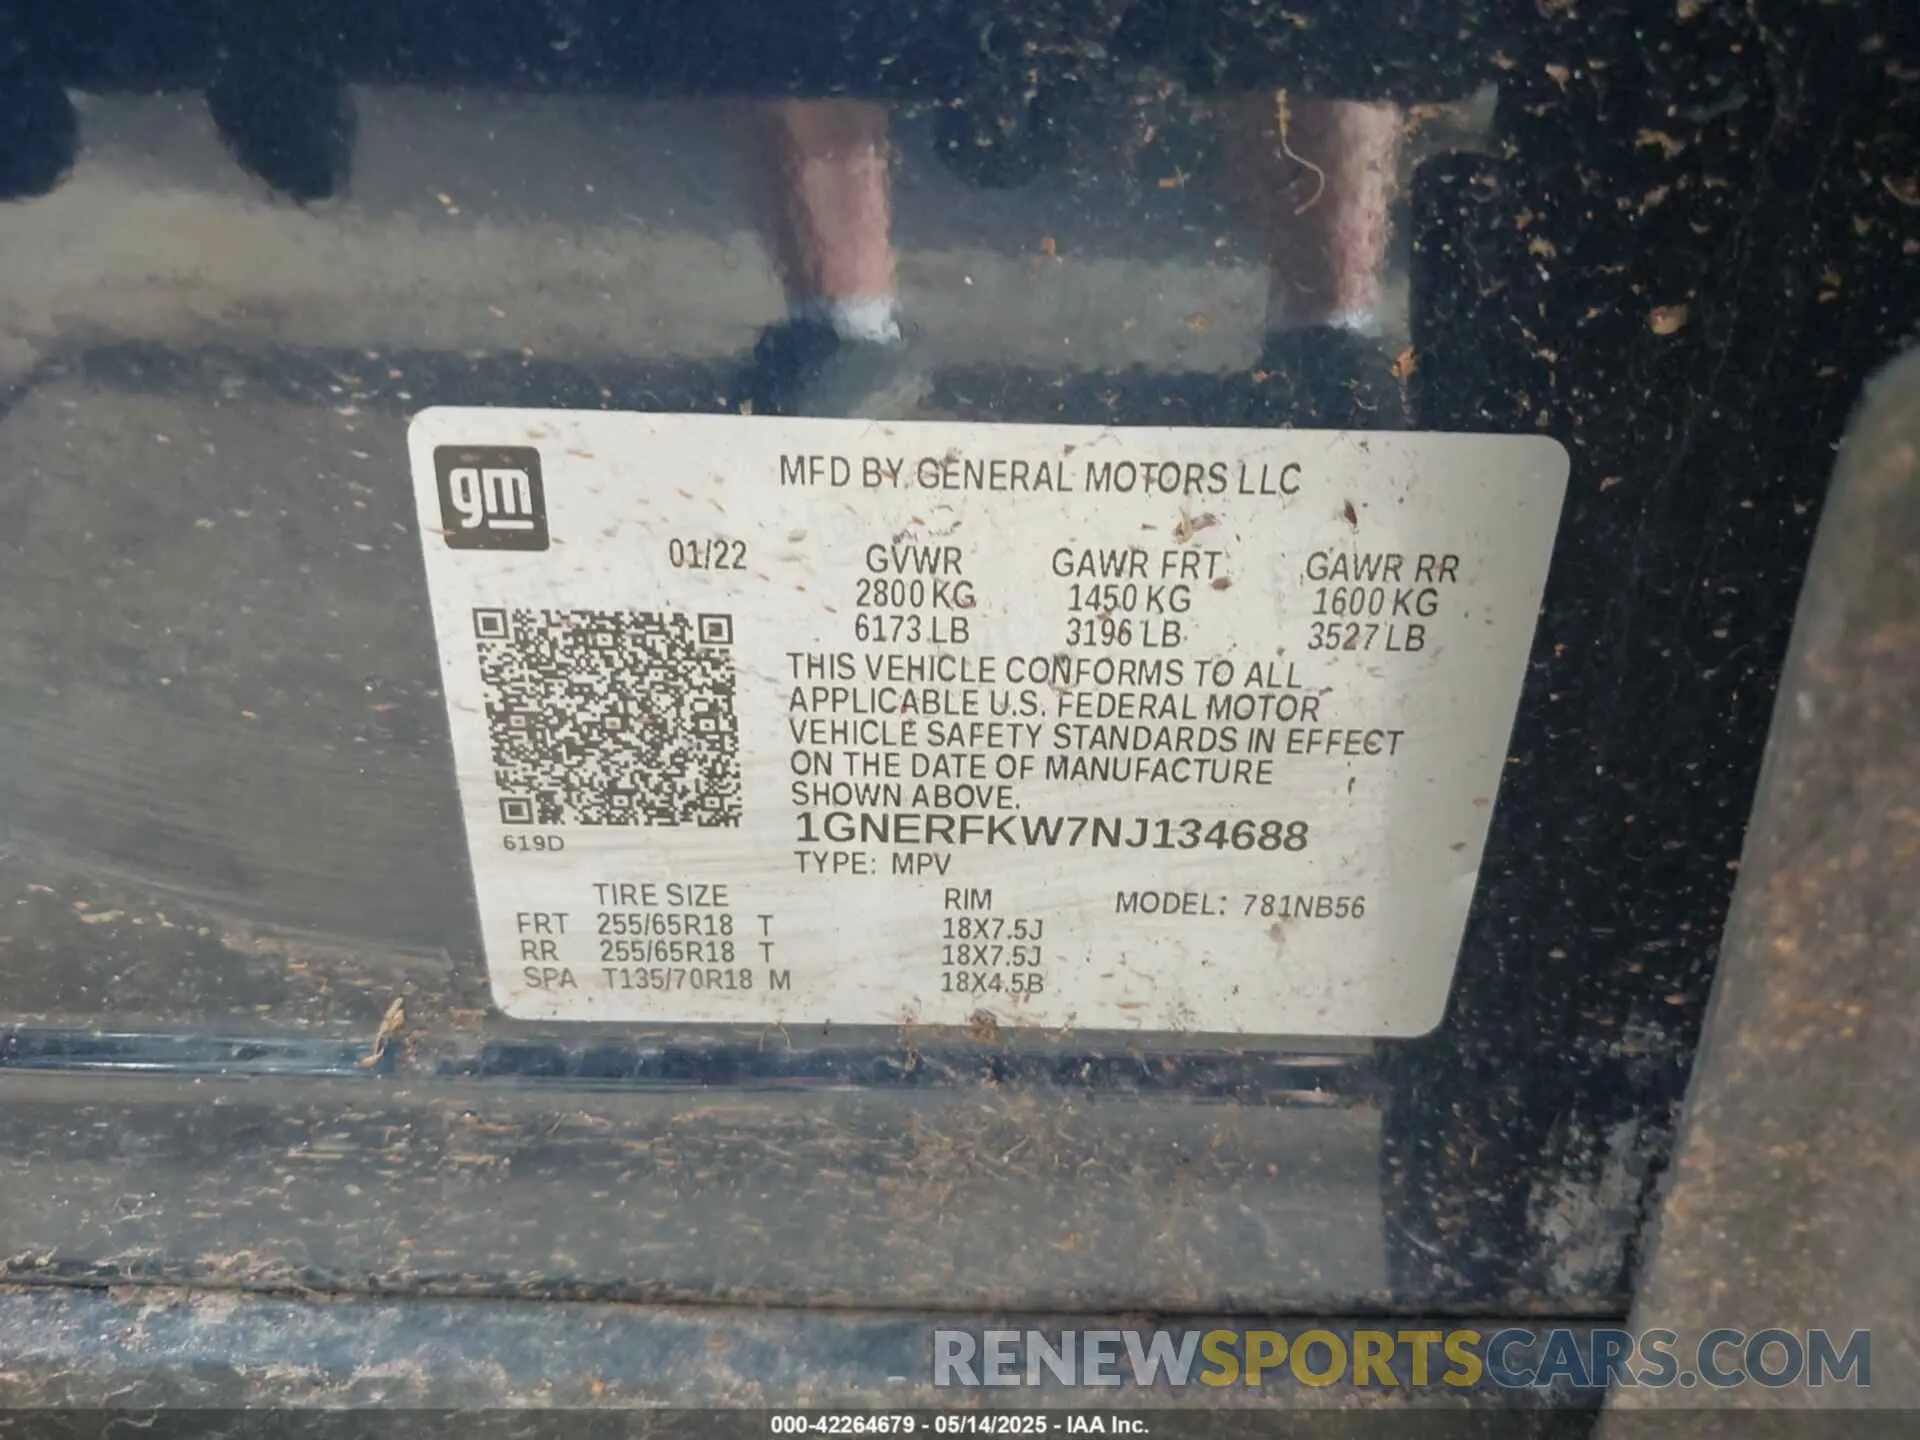 gm
MFD BY GENERAL MOTORS LLC
01/22 GVWR GAWR FRT GAWR RR
2800 KG 1450 KG 1600 KG
6173 LB 3196 LB 3527 LB
THIS VEHICLE CONFORMS TO ALL
APPLICABLE U.S. FEDERAL MOTOR
VEHICLE SAFETY STANDARDS IN EFFECT
ON THE DATE OF MANUFACTURE
SHOWN ABOVE.
1GNERFKW7NJ134688
619D
TYPE: MPV
TIRE SIZE RIM MODEL: 781NB56
FRT 255/65R18 T 18X7.5J
RR 255/65R18 T 18X7.5J
SPA T135/70R18 M 18X4.5B
RENEWSPORTSCARS.COM
000-42264679 - 05/14/2025 - IAA Inc.